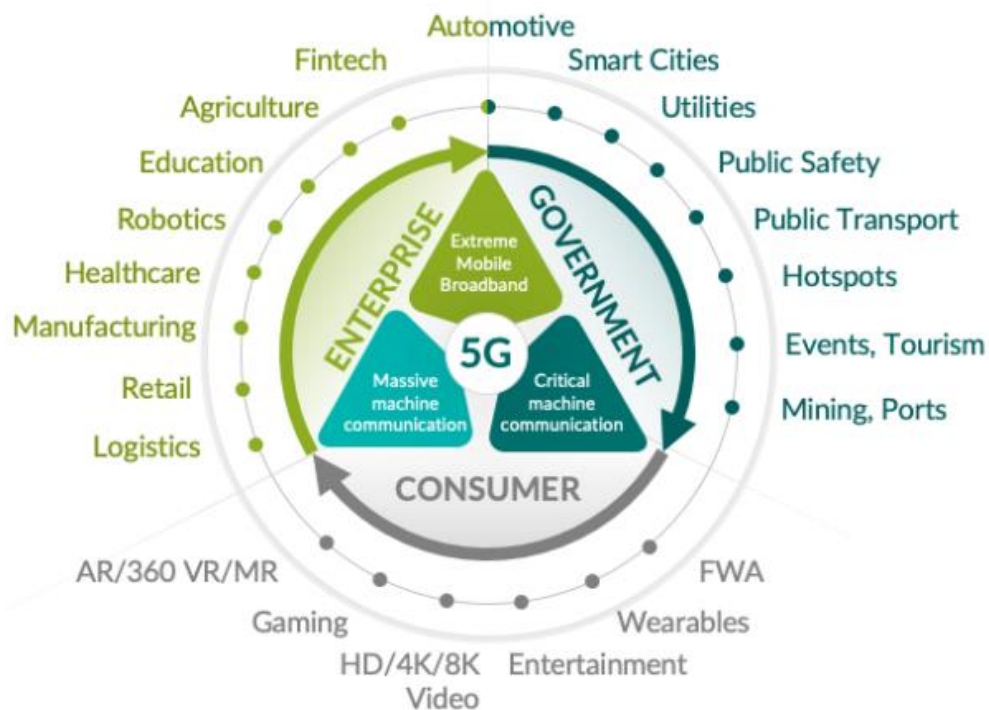 Automotive
Fintech
Smart Cities
Agriculture
Utilities
Education
Public Safety
Robotics
Public Transport
Healthcare
Hotspots
Manufacturing
Events, Tourism
Retail
Mining, Ports
Logistics
ENTERPRISE
GOVERNMENT
Extreme
Mobile
Broadband
5G
Massive
machine
communication
Critical
machine
communication
CONSUMER
AR/360 VR/MR
FWA
Gaming
Wearables
HD/4K/8K
Video
Entertainment